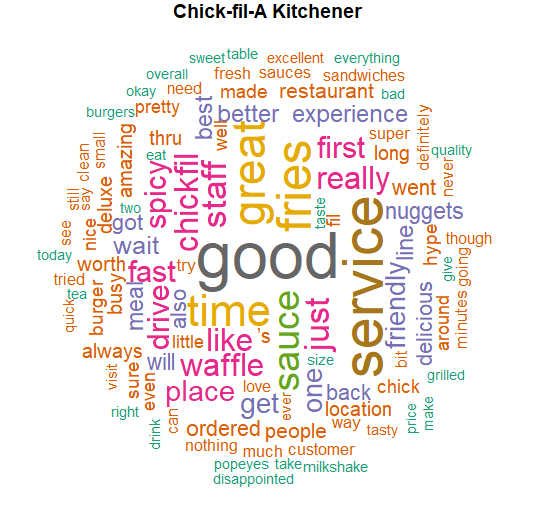 Chick-fil-A Kitchener
sweet table excellent everything
overall fresh sauces sandwiches
okay need made restaurant bad
burgers pretty best better experience
thru well great fries first super long definitely
eat amazing spicy chickfil staff really quality
say clean small deluxe two taste fil went never
still nice got good service nuggets
see wait hype though
today worth fast try line give going
tried busy meal drive also time sauce just friendly delicious around minutes
tea burger
quick little like 's
always will waffle size bit
visit sure even place love one back chick grilled
right can get ever location price make
drink ordered people way tasty
nothing much customer
popeyes take milkshake
disappointed